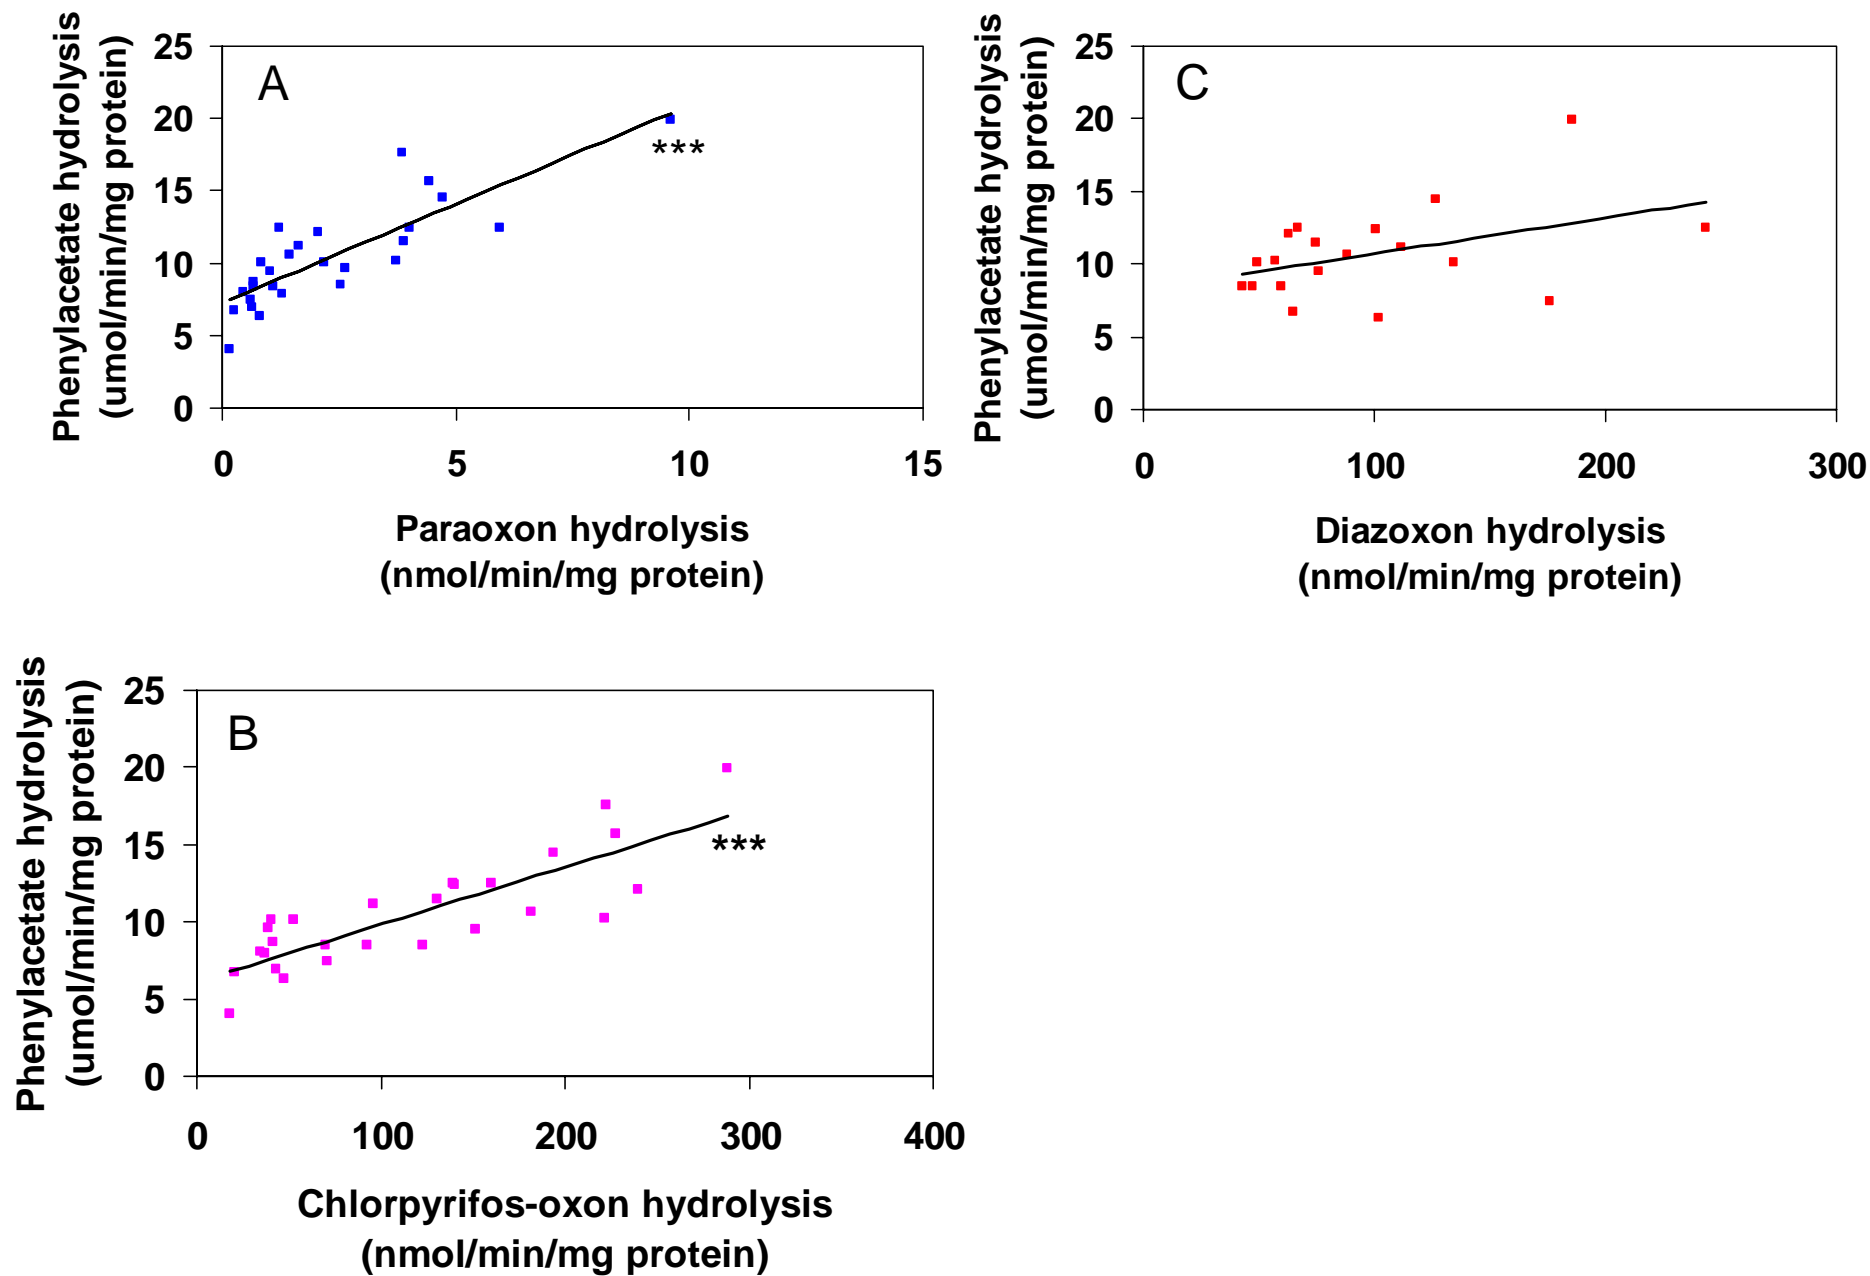 Phenylacetate hydrolysis
(umol/min/mg protein)
25
20
15
10
5
0
A
***
0
5
10
15
Paraoxon hydrolysis
(nmol/min/mg protein)
Phenylacetate hydrolysis
(umol/min/mg protein)
25
20
15
10
5
0
C
0
100
200
300
Diazoxon hydrolysis
(nmol/min/mg protein)
Phenylacetate hydrolysis
(umol/min/mg protein)
25
20
15
10
5
0
B
***
0
100
200
300
400
Chlorpyrifos-oxon hydrolysis
(nmol/min/mg protein)